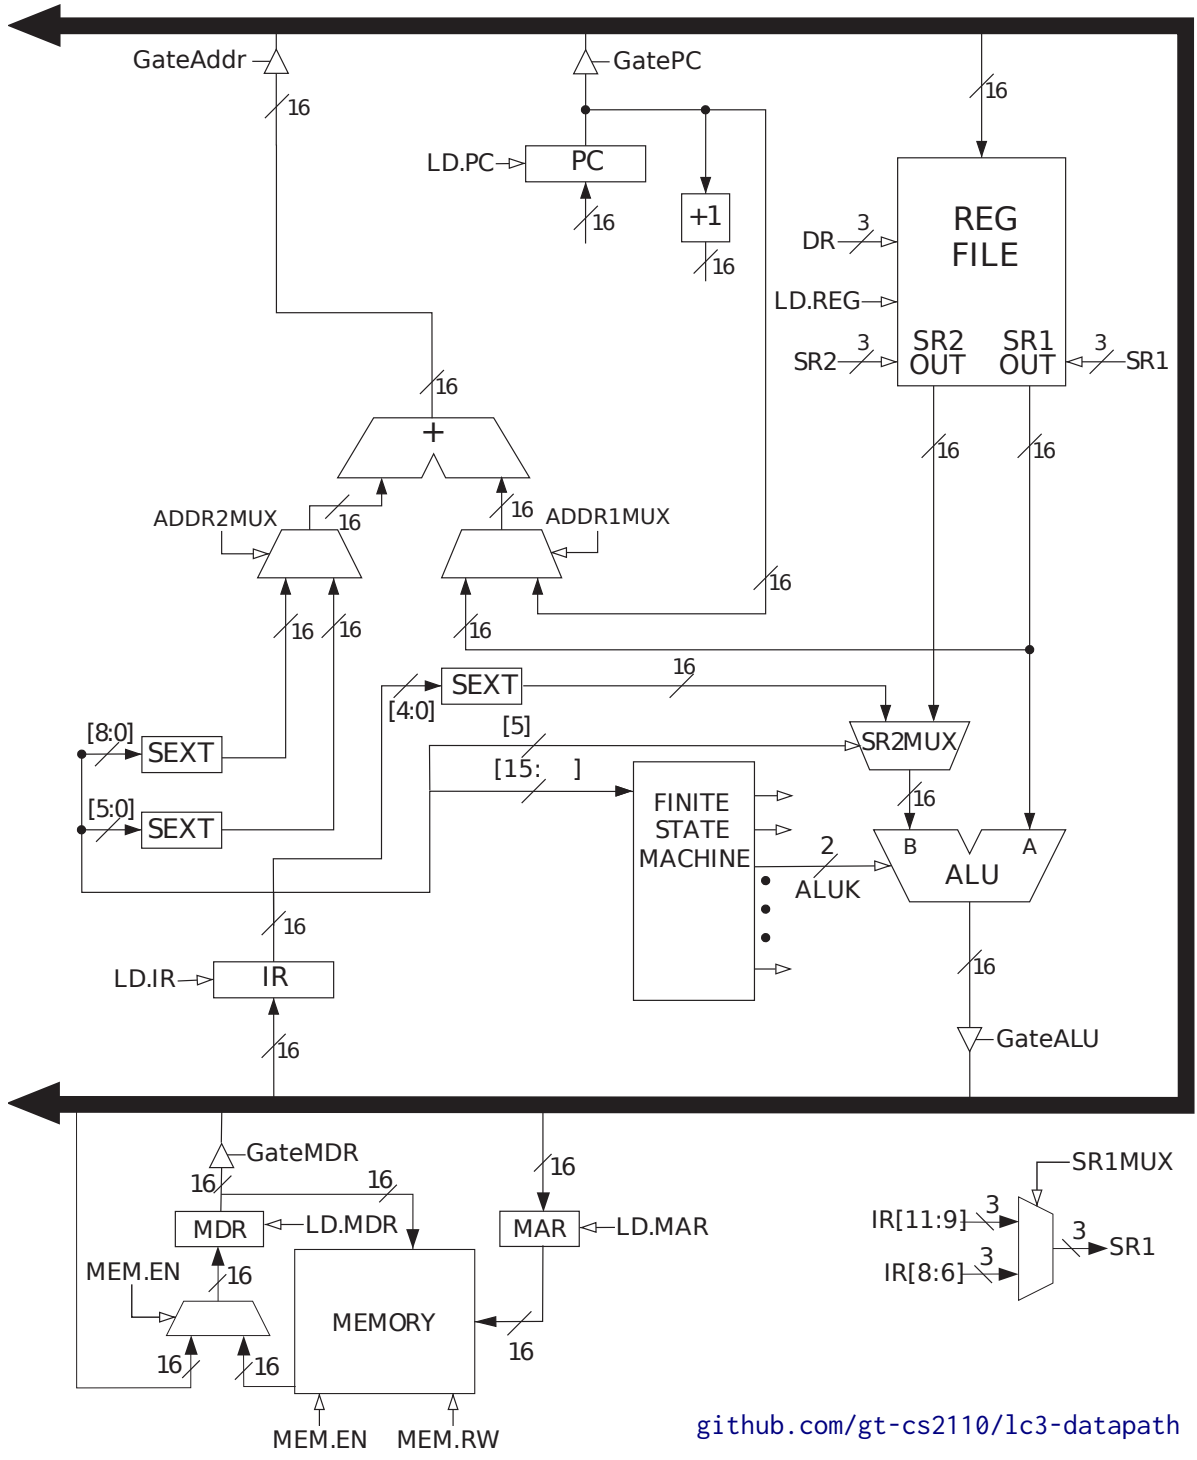 GateAddr
GatePC
16
16
LD.PC
PC
16
+1
16
REG
FILE
DR
3
LD.REG
SR2
3
SR2
OUT
SR1
OUT
3
SR1
16
+
16
16
ADDR2MUX
16
16
ADDR1MUX
16
16
16
16
[4:0]
SEXT
16
[8:0]
SEXT
[5]
SR2MUX
[15:    ]
[5:0]
SEXT
FINITE
STATE
MACHINE
16
B
A
ALU
2
ALUK
16
LD.IR
IR
16
16
GateALU
GateMDR
16
16
16
MDR
LD.MDR
MAR
LD.MAR
MEM.EN
16
MEMORY
16
16
16
MEM.EN
MEM.RW
SR1MUX
IR[11:9]
3
3
SR1
IR[8:6]
3
github.com/gt-cs2110/lc3-datapath